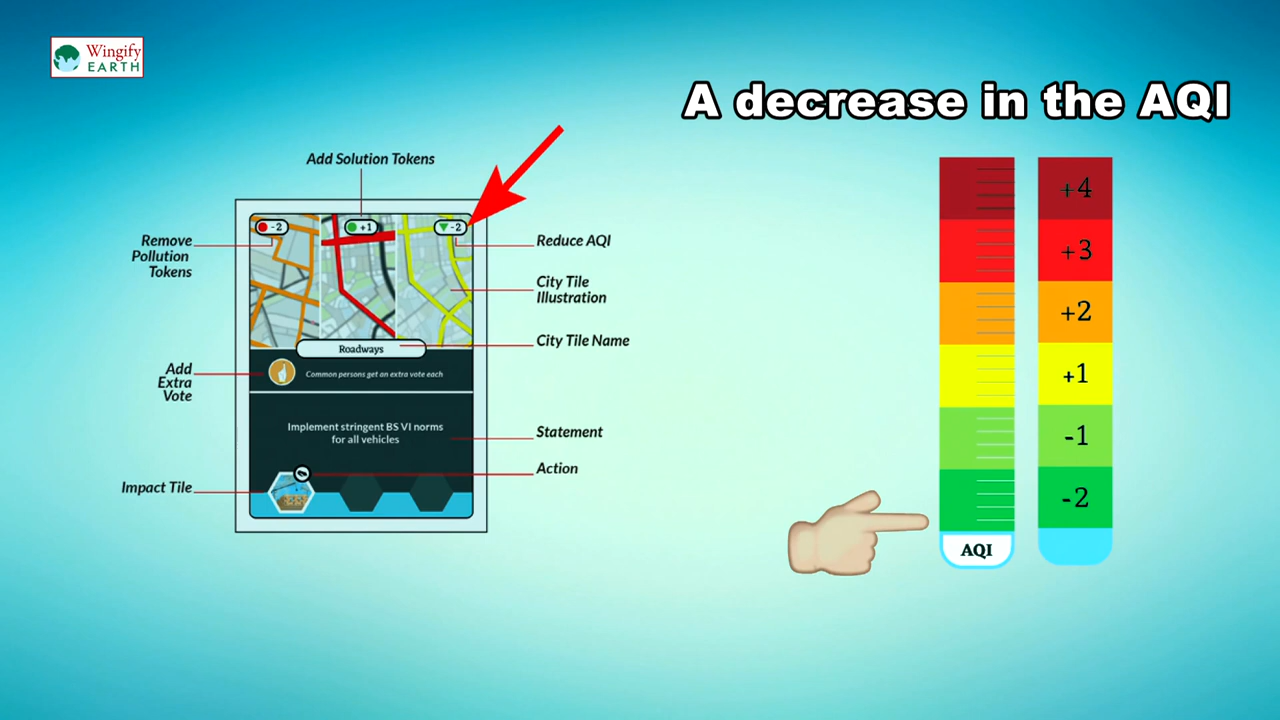 Wingify
EARTH
A decrease in the AQI
Add Solution Tokens
-2
+1
-2
Remove
Pollution
Tokens
Reduce AQI
City Tile
Illustration
City Tile Name
Roadways
Add
Extra
Vote
Common persons get an extra vote each
Implement stringent BS VI norms
for all vehicles
Statement
Action
Impact Tile
+4
+3
+2
+1
-1
-2
AQI